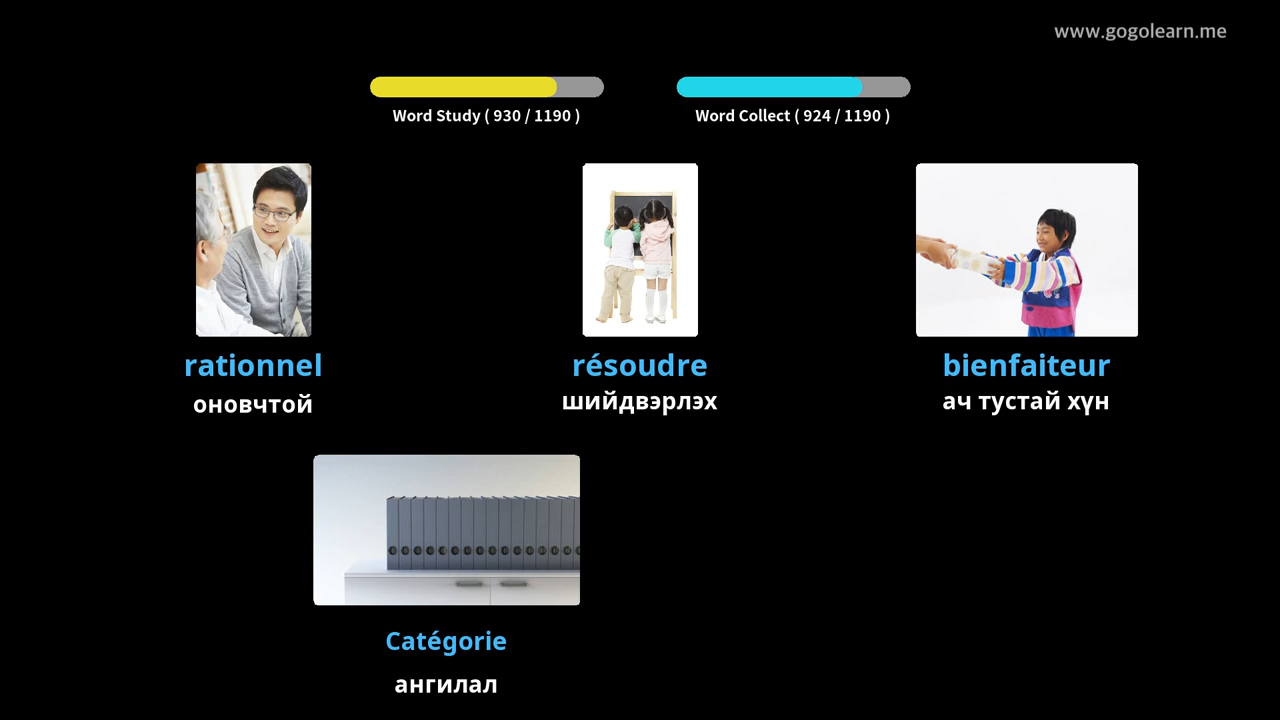 www.gogolearn.me
Word Study ( 930 / 1190 )
Word Collect ( 924 / 1190 )
rationnel
оновчтой
résoudre
шийдвэрлэх
bienfaiteur
ач тустай хүн
Catégorie
ангилал